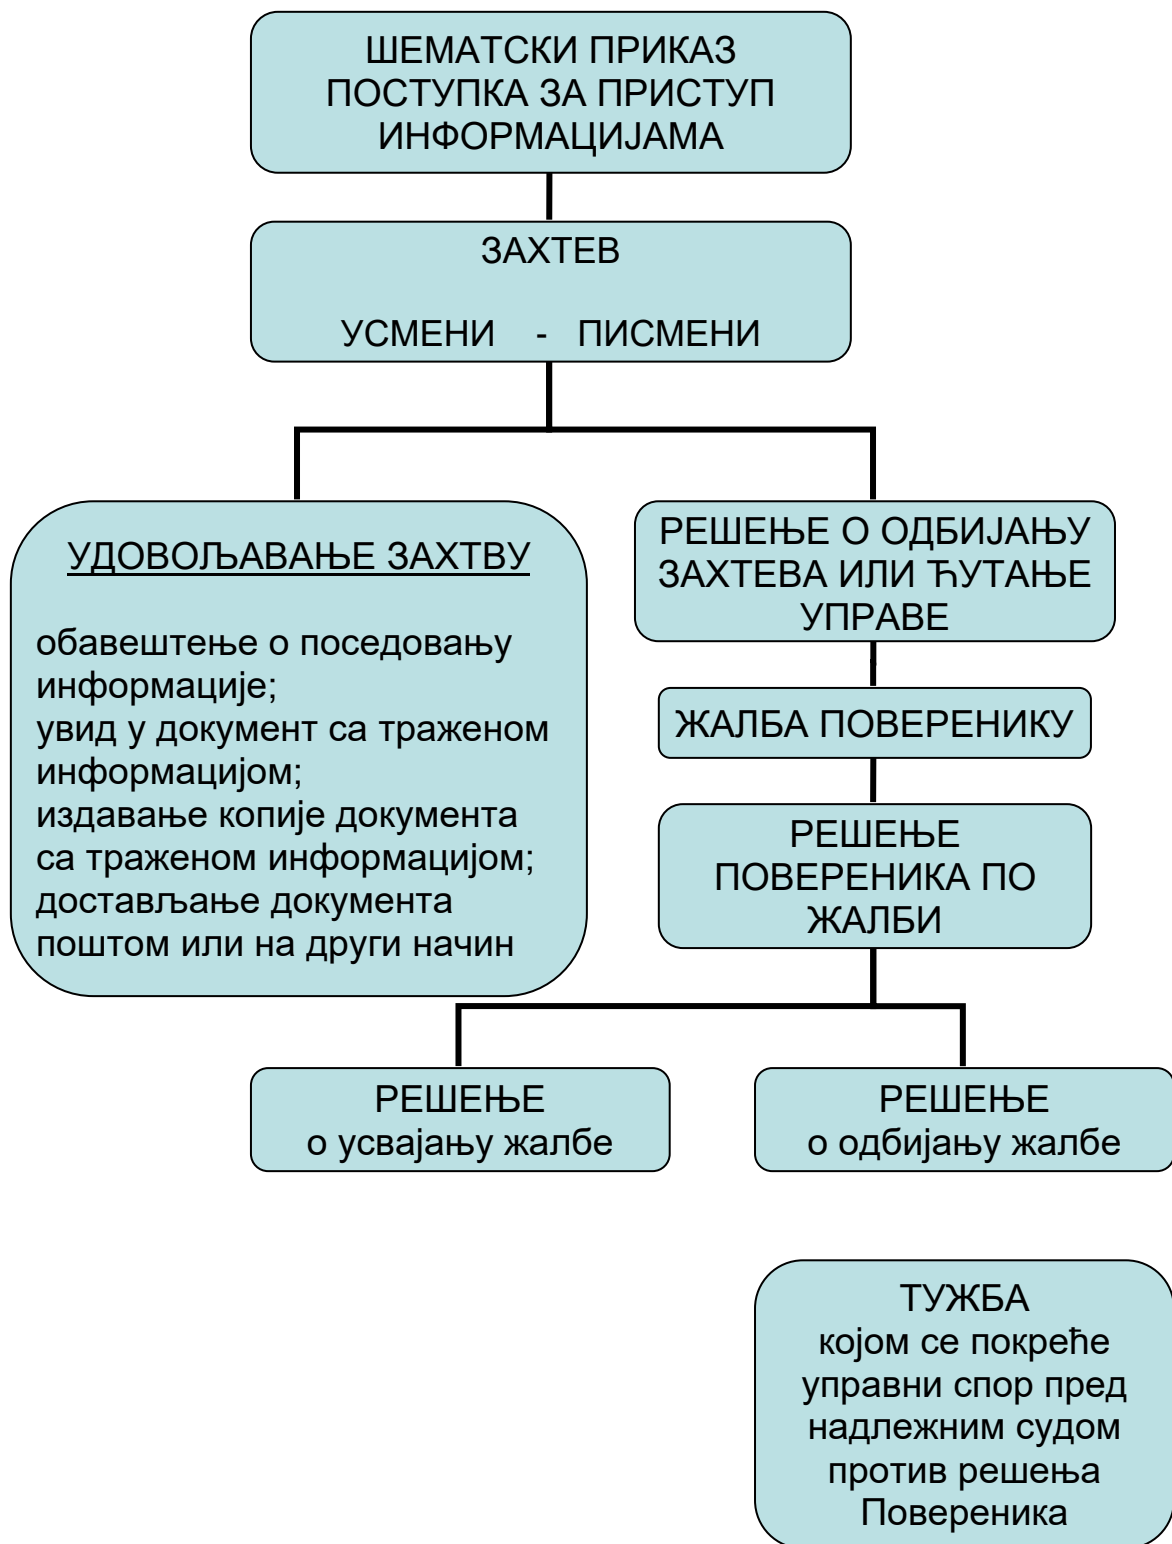 ШЕМАТСКИ ПРИКАЗ
ПОСТУПКА ЗА ПРИСТУП
ИНФОРМАЦИЈАМА
ЗАХТЕВ
УСМЕНИ - ПИСМЕНИ
УДОВОЉАВАЊЕ ЗАХТВУ
обавештење о поседовању
информације;
увид у документ са траженом
информацијом;
издавање копије документа
са траженом информацијом;
достављање документа
поштом или на други начин
РЕШЕЊЕ О ОДБИЈАЊУ
ЗАХТЕВА ИЛИ ЋУТАЊЕ
УПРАВЕ
ЖАЛБА ПОВЕРЕНИКУ
РЕШЕЊЕ
ПОВЕРЕНИКА ПО
ЖАЛБИ
РЕШЕЊЕ
о усвајању жалбе
РЕШЕЊЕ
о одбијању жалбе
ТУЖБА
којом се покреће
управни спор пред
надлежним судом
против решења
Повереника